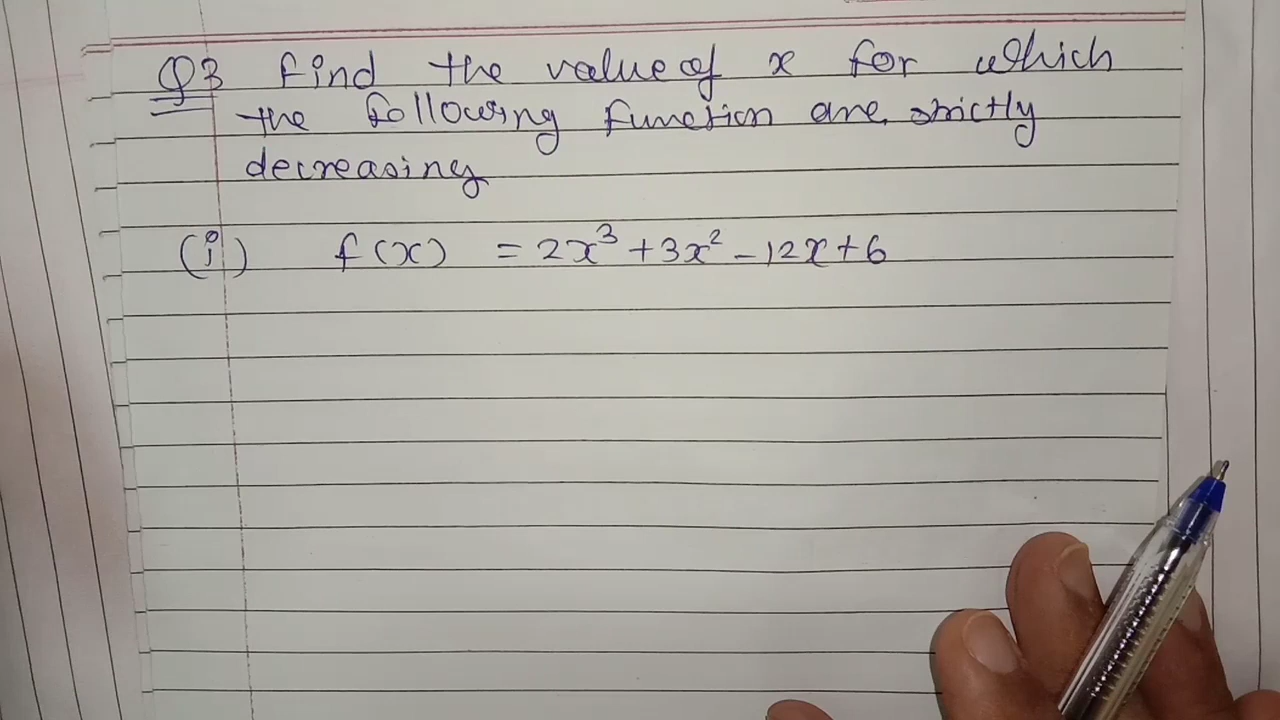 Q3 find the value of x for which
the following function are strictly
decreasing
(i) f(x) = 2x³ + 3x² - 12x + 6